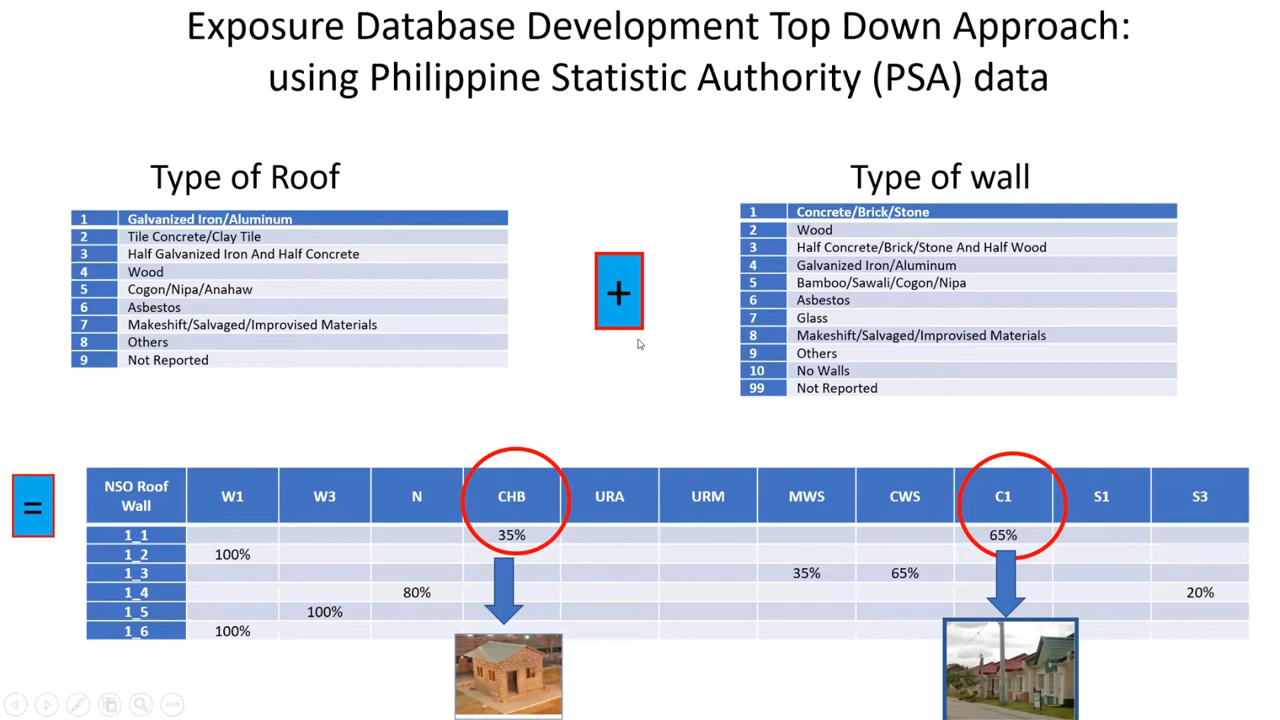 Exposure Database Development Top Down Approach:
using Philippine Statistic Authority (PSA) data
Type of Roof
1 Galvanized Iron/Aluminum
2 Tile Concrete/Clay Tile
3 Half Galvanized Iron And Half Concrete
4 Wood
5 Cogon/Nipa/Anahaw
6 Asbestos
7 Makeshift/Salvaged/Improvised Materials
8 Others
9 Not Reported
+
Type of wall
1 Concrete/Brick/Stone
2 Wood
3 Half Concrete/Brick/Stone And Half Wood
4 Galvanized Iron/Aluminum
5 Bamboo/Sawali/Cogon/Nipa
6 Asbestos
7 Glass
8 Makeshift/Salvaged/Improvised Materials
9 Others
10 No Walls
99 Not Reported
=
NSO Roof
Wall
W1 W3 N CHB URA URM MWS CWS C1 S1 S3
1_1 35% 65%
1_2 100%
1_3 35% 65%
1_4 80% 20%
1_5 100%
1_6 100%